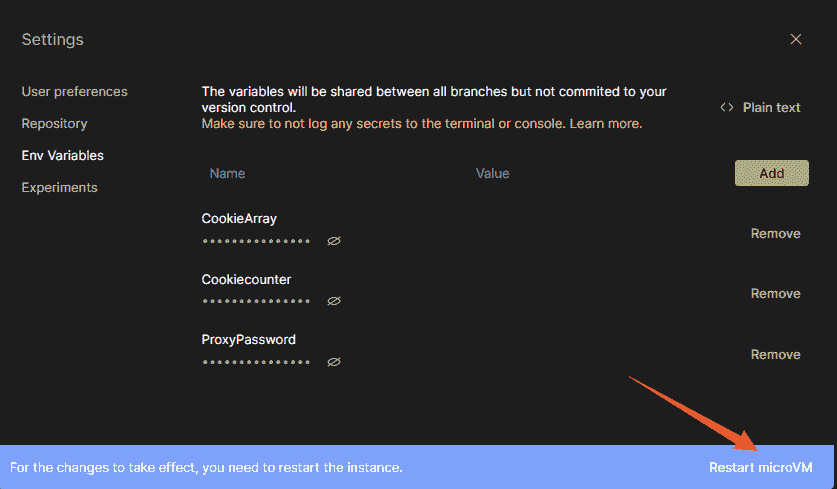 Settings
User preferences
Repository
Env Variables
Experiments
The variables will be shared between all branches but not commited to your
version control.
Make sure to not log any secrets to the terminal or console. Learn more.
<> Plain text
Name Value Add
CookieArray
Remove
Cookiecounter
Remove
ProxyPassword
Remove
For the changes to take effect, you need to restart the instance. Restart microVM